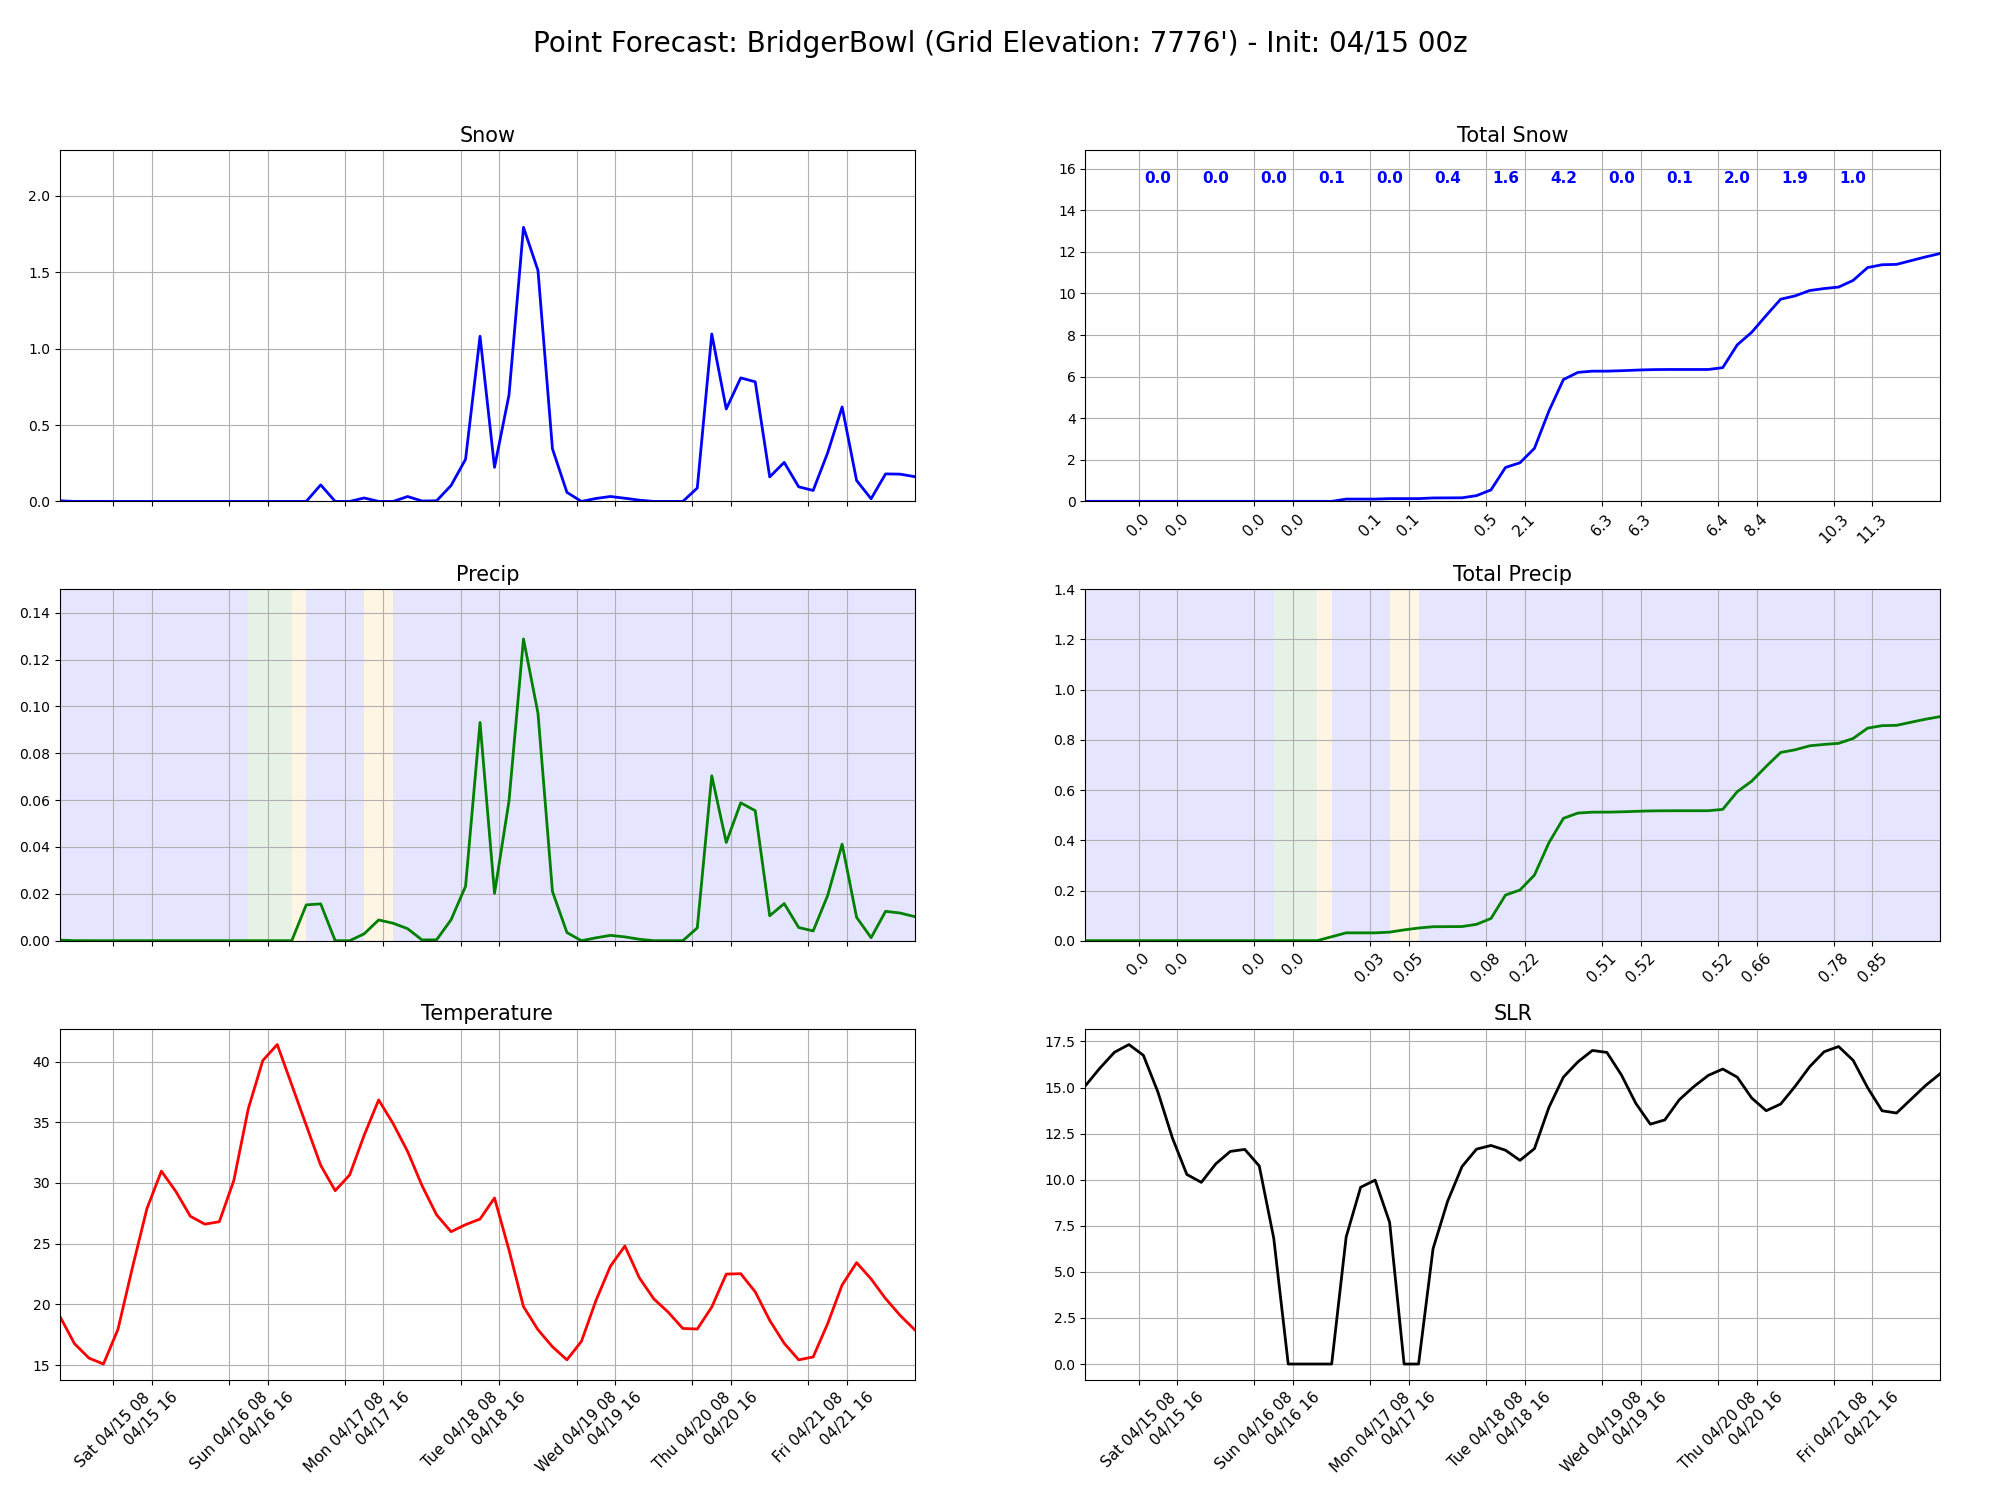 Point Forecast: BridgerBowl (Grid Elevation: 7776') - Init: 04/15 00z
Snow
2.0
1.5
1.0
0.5
0.0
Total Snow
16
14
12
10
8
6
4
2
0
0.0 0.0 0.0 0.1 0.0 0.4 1.6 4.2 0.0 0.1 2.0 1.9 1.0
0.0 0.0 0.0 0.0 0.1 0.1 0.5 2.1 6.3 6.3 6.4 8.4 10.3 11.3
Precip
0.14
0.12
0.10
0.08
0.06
0.04
0.02
0.00
Total Precip
1.4
1.2
1.0
0.8
0.6
0.4
0.2
0.0
0.0 0.0 0.0 0.0 0.03 0.05 0.08 0.22 0.51 0.52 0.52 0.66 0.78 0.85
Temperature
40
35
30
25
20
15
Sat 04/15 08
04/15 16
Sun 04/16 08
04/16 16
Mon 04/17 08
04/17 16
Tue 04/18 08
04/18 16
Wed 04/19 08
04/19 16
Thu 04/20 08
04/20 16
Fri 04/21 08
04/21 16
SLR
17.5
15.0
12.5
10.0
7.5
5.0
2.5
0.0
Sat 04/15 08
04/15 16
Sun 04/16 08
04/16 16
Mon 04/17 08
04/17 16
Tue 04/18 08
04/18 16
Wed 04/19 08
04/19 16
Thu 04/20 08
04/20 16
Fri 04/21 08
04/21 16